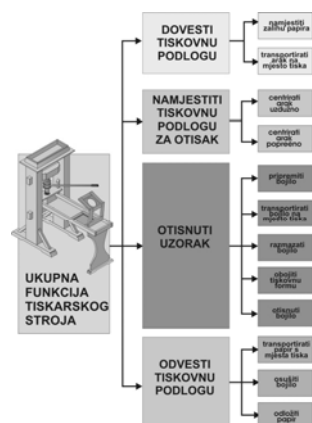 UKUPNA
FUNKCIJA
TISKARSKOG
STROJA
DOVESTI
TISKOVNU
PODLOGU
namjestiti
zalihu papira
transportirati
arak na
mjesto tiska
NAMJESTITI
TISKOVNU
PODLOGU
ZA OTISAK
centrirati
arak
uzdužno
centrirati
arak
poprečno
OTISNUTI
UZORAK
pripremiti
bojilo
transportirati
bojilo na
mjesto tiska
razmazati
bojilo
obojiti
tiskovnu
formu
otisnuti
bojilo
ODVESTI
TISKOVNU
PODLOGU
transportirati
papir s
mjesta tiska
osušiti
bojilo
odložiti
papir